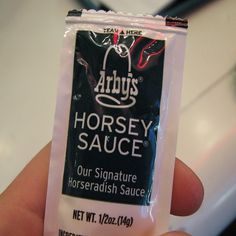 TEAR HERE
Arby's®
HORSEY
SAUCE®
Our Signature
Horseradish Sauce
NET WT. 1/2oz.(14g)